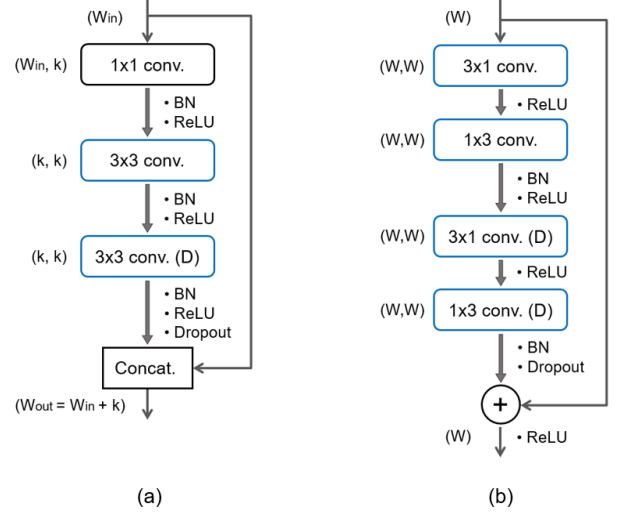 (Win)
(Win, k)
1x1 conv.
• BN
• ReLU
(k, k)
3x3 conv.
• BN
• ReLU
(k, k)
3x3 conv. (D)
• BN
• ReLU
• Dropout
Concat.
(Wout = Win + k)
(a)
(W)
(W,W)
3x1 conv.
• ReLU
(W,W)
1x3 conv.
• BN
• ReLU
(W,W)
3x1 conv. (D)
• ReLU
(W,W)
1x3 conv. (D)
• BN
• Dropout
+
(W)
• ReLU
(b)